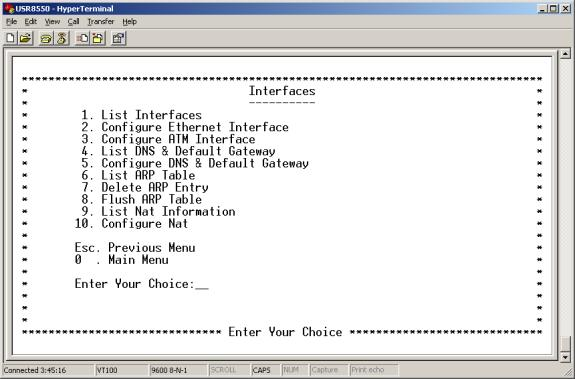 USR8550 - HyperTerminal
File Edit View Call Transfer Help
******************************************************************************
* Interfaces *
* ---------- *
* 1. List Interfaces *
* 2. Configure Ethernet Interface *
* 3. Configure ATM Interface *
* 4. List DNS & Default Gateway *
* 5. Configure DNS & Default Gateway *
* 6. List ARP Table *
* 7. Delete ARP Entry *
* 8. Flush ARP Table *
* 9. List Nat Information *
* 10. Configure Nat *
* *
* Esc. Previous Menu *
* 0 . Main Menu *
* *
* Enter Your Choice:__ *
* *
* *
****************************** Enter Your Choice *****************************
Connected 3:45:16 VT100 9600 8-N-1 SCROLL CAPS NUM Capture Print echo